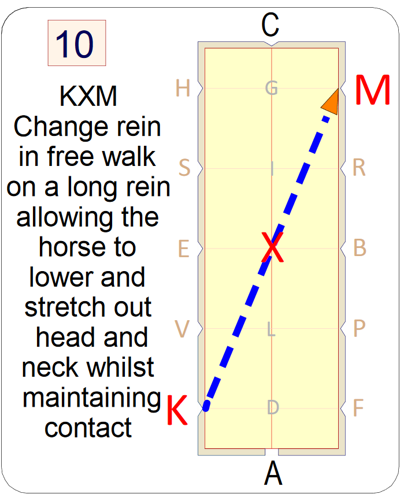 10
KXM
Change rein
in free walk
on a long rein
allowing the
horse to
lower and
stretch out
head and
neck whilst
maintaining
contact
C
H G M
S I R
E X B
V L P
K D F
A